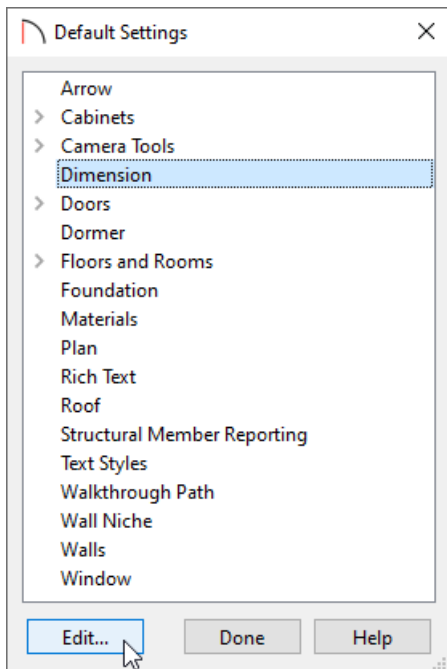 Default Settings
Arrow
Cabinets
Camera Tools
Dimension
Doors
Dormer
Floors and Rooms
Foundation
Materials
Plan
Rich Text
Roof
Structural Member Reporting
Text Styles
Walkthrough Path
Wall Niche
Walls
Window
Edit... Done Help